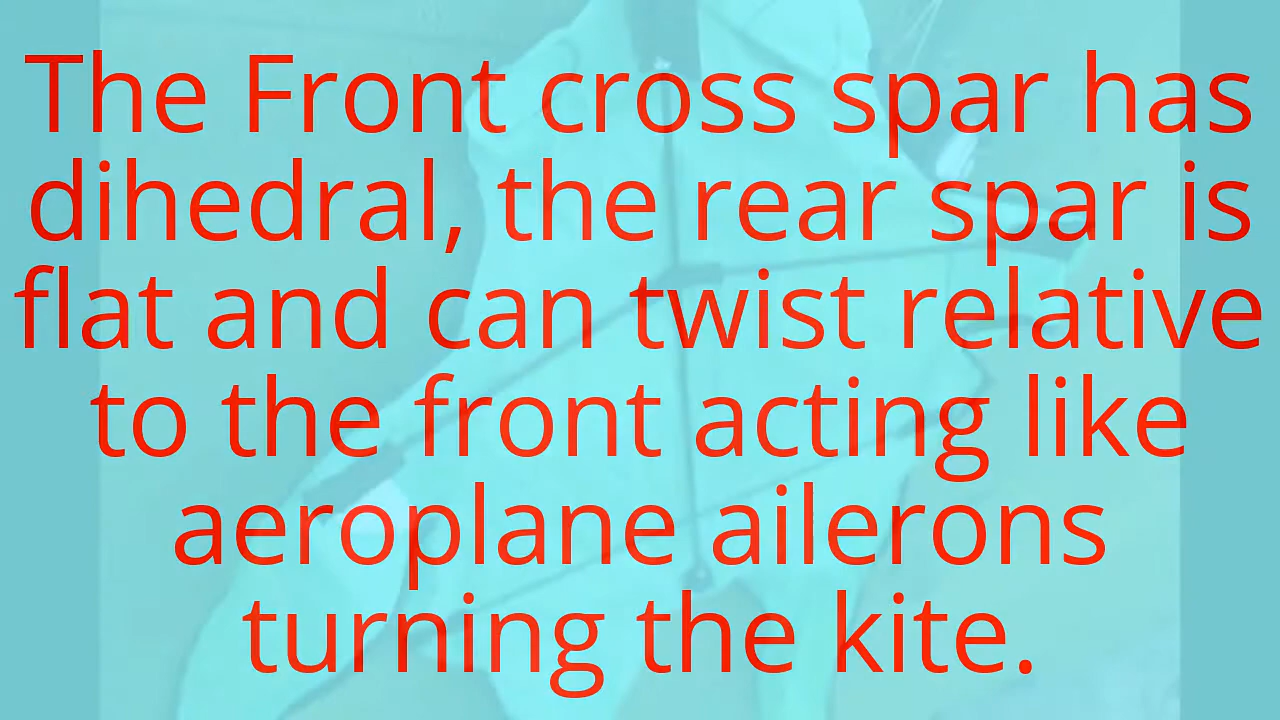 The Front cross spar has
dihedral, the rear spar is
flat and can twist relative
to the front acting like
aeroplane ailerons
turning the kite.